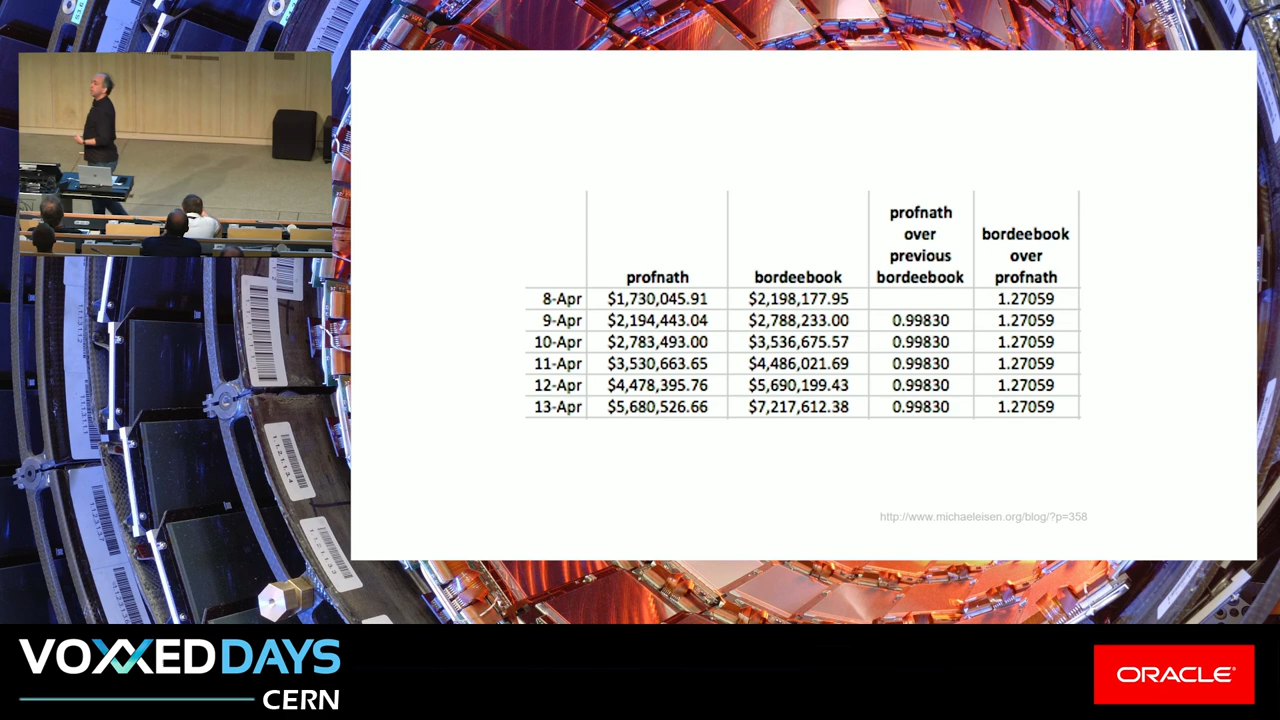 profnath
over
previous
bordeebook
bordeebook
over
profnath
profnath bordeebook
8-Apr $1,730,045.91 $2,198,177.95 1.27059
9-Apr $2,194,443.04 $2,788,233.00 0.99830 1.27059
10-Apr $2,783,493.00 $3,536,675.57 0.99830 1.27059
11-Apr $3,530,663.65 $4,486,021.69 0.99830 1.27059
12-Apr $4,478,395.76 $5,690,199.43 0.99830 1.27059
13-Apr $5,680,526.66 $7,217,612.38 0.99830 1.27059
http://www.michaeleisen.org/blog/?p=358
VOXXEDDAYS
CERN
ORACLE®